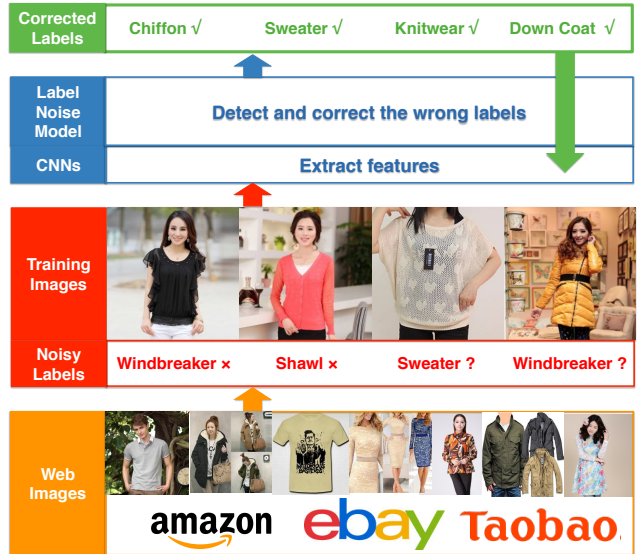 Corrected
Labels
Chiffon √
Sweater √
Knitwear √
Down Coat √
Label
Noise
Model
Detect and correct the wrong labels
CNNs
Extract features
Training
Images
Noisy
Labels
Windbreaker ×
Shawl ×
Sweater ?
Windbreaker ?
Web
Images
amazon
ebay
Taobao